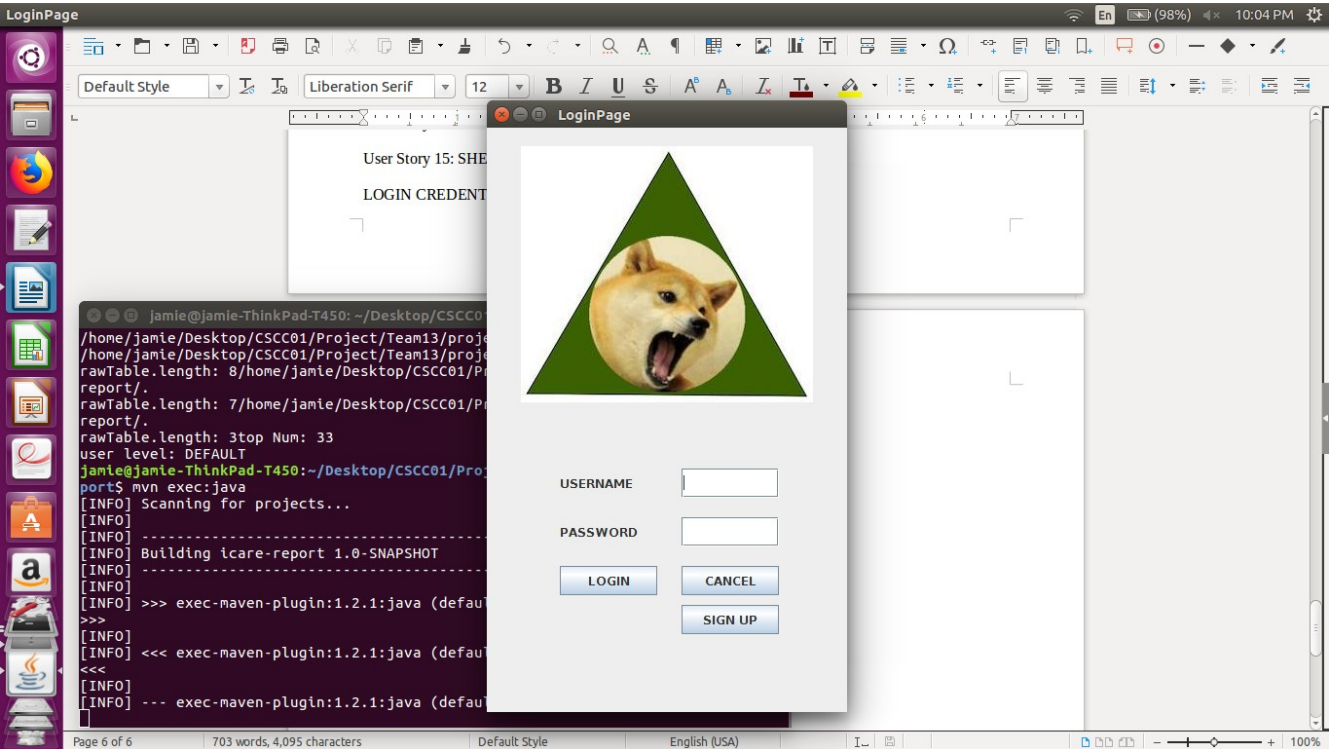 LoginPage
En
(98%)
10:04 PM
Default Style
Liberation Serif
12
LoginPage
User Story 15: SHE
LOGIN CREDENT
jamie@jamie-ThinkPad-T450: ~/Desktop/CSCC0
/home/jamie/Desktop/CSCC01/Project/Team13/proje
/home/jamie/Desktop/CSCC01/Project/Team13/proje
rawTable.length: 8/home/jamie/Desktop/CSCC01/Pr
report/.
rawTable.length: 7/home/jamie/Desktop/CSCC01/Pr
report/.
rawTable.length: 3top Num: 33
user level: DEFAULT
jamie@jamie-ThinkPad-T450:~/Desktop/CSCC01/Proj
port$ mvn exec:java
[INFO] Scanning for projects...
[INFO]
[INFO] ------------------------------------------
[INFO] Building icare-report 1.0-SNAPSHOT
[INFO] ------------------------------------------
[INFO]
[INFO] >>> exec-maven-plugin:1.2.1:java (defaul
>>>
[INFO]
[INFO] <<< exec-maven-plugin:1.2.1:java (defaul
<<<
[INFO]
[INFO] --- exec-maven-plugin:1.2.1:java (defaul
USERNAME
PASSWORD
LOGIN
CANCEL
SIGN UP
Page 6 of 6
703 words, 4,095 characters
Default Style
English (USA)
100%